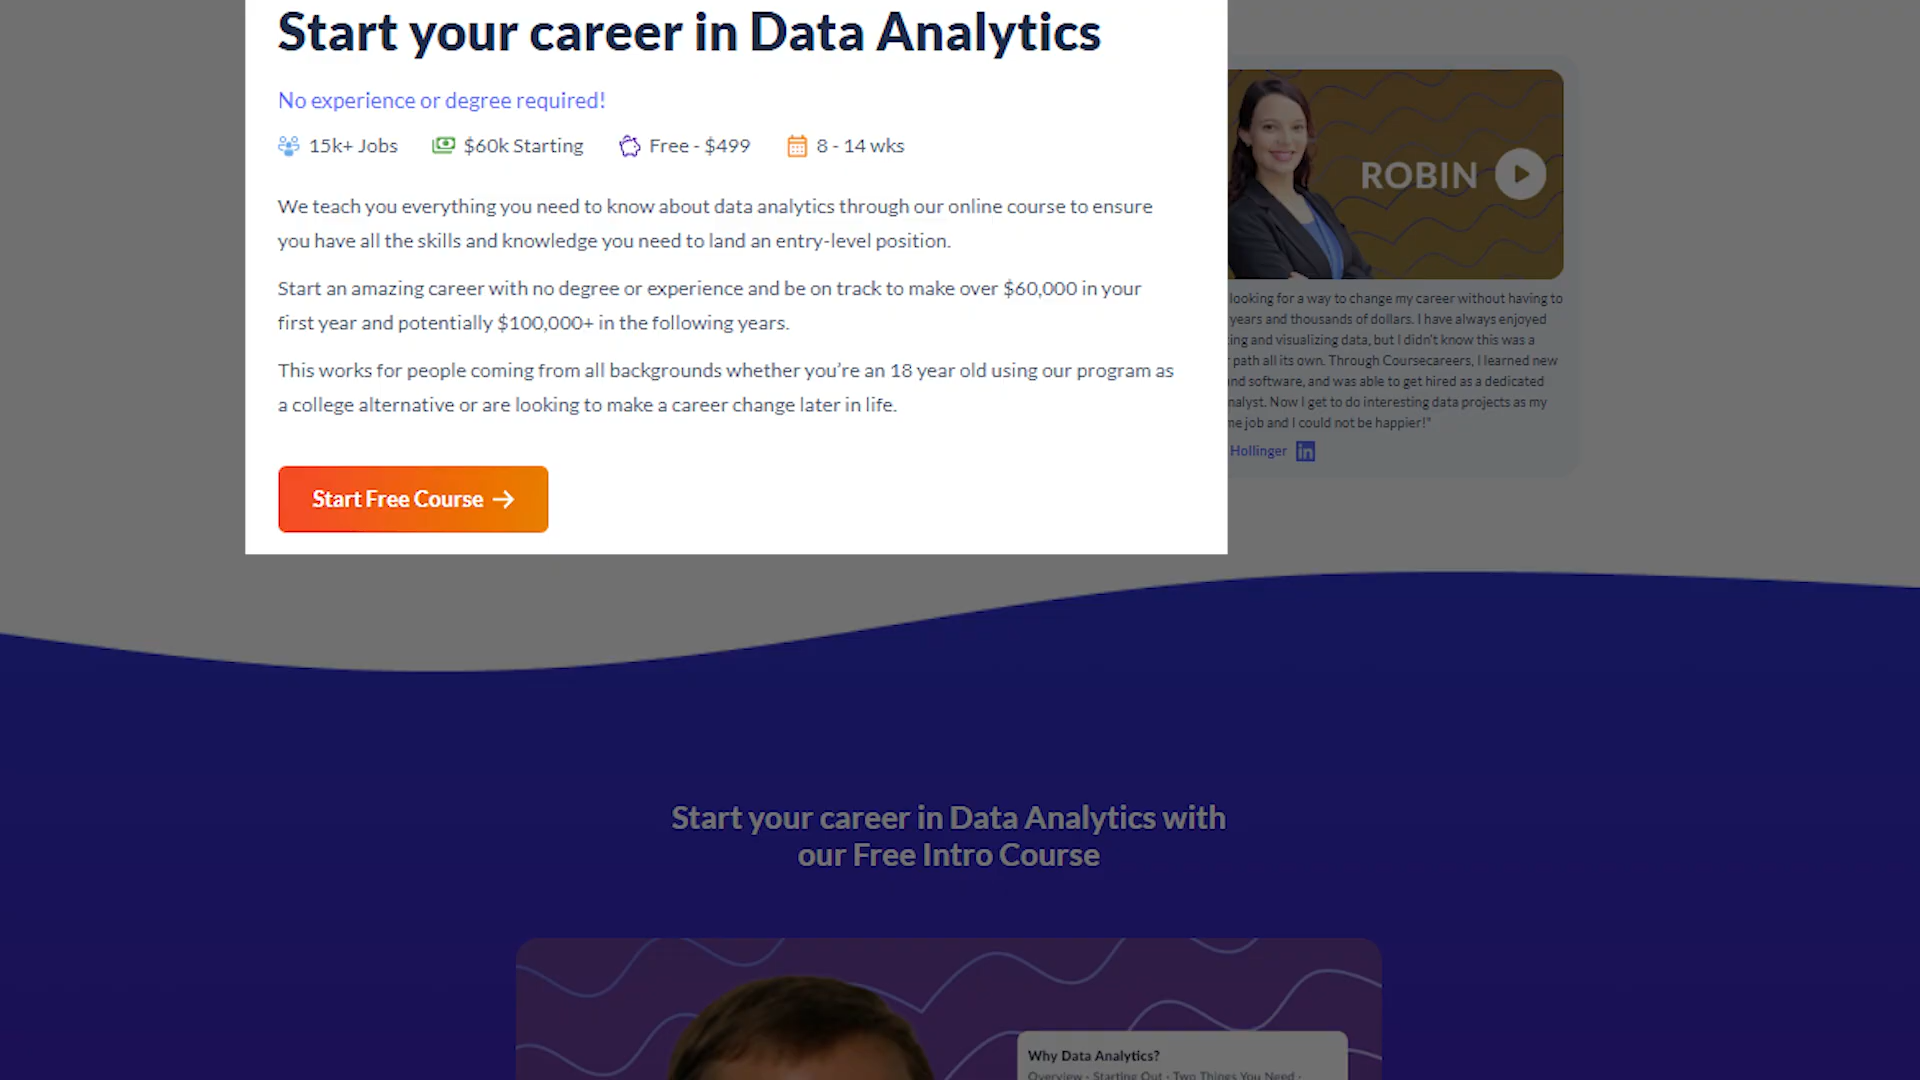 Start your career in Data Analytics
No experience or degree required!
15k+ Jobs
$60k Starting
Free - $499
8 - 14 wks
We teach you everything you need to know about data analytics through our online course to ensure
you have all the skills and knowledge you need to land an entry-level position.
Start an amazing career with no degree or experience and be on track to make over $60,000 in your
first year and potentially $100,000+ in the following years.
This works for people coming from all backgrounds whether you’re an 18 year old using our program as
a college alternative or are looking to make a career change later in life.
Start Free Course
ROBIN
looking for a way to change my career without having to
years and thousands of dollars. I have always enjoyed
and visualizing data, but I didn't know this was a
path all its own. Through Coursecareers, I learned new
software, and was able to get hired as a dedicated
Now I get to do interesting data projects as my
job and I could not be happier!"
Hollinger in
Start your career in Data Analytics with
our Free Intro Course
Why Data Analytics?
Overview - Starting Out - Two Things You Need -